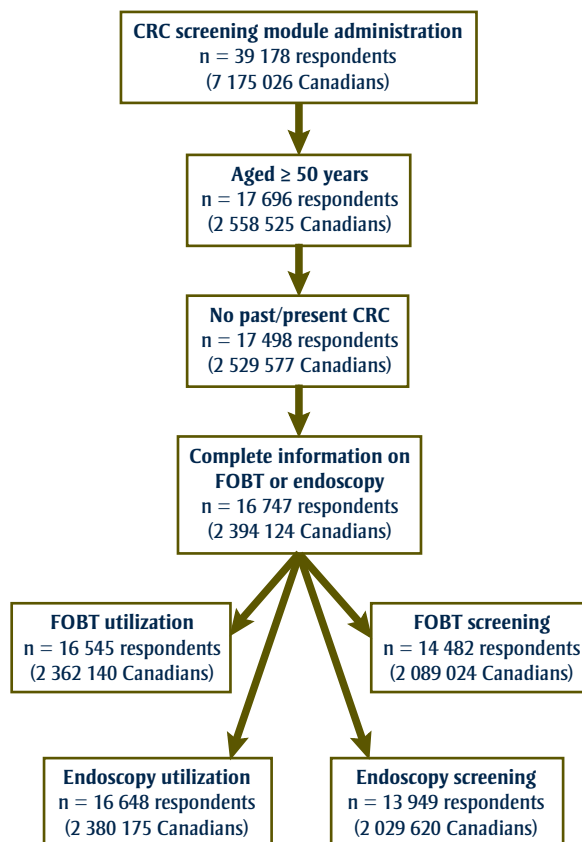 CRC screening module administration
n = 39 178 respondents
(7 175 026 Canadians)
Aged ≥ 50 years
n = 17 696 respondents
(2 558 525 Canadians)
No past/present CRC
n = 17 498 respondents
(2 529 577 Canadians)
Complete information on
FOBT or endoscopy
n = 16 747 respondents
(2 394 124 Canadians)
FOBT utilization
n = 16 545 respondents
(2 362 140 Canadians)
FOBT screening
n = 14 482 respondents
(2 089 024 Canadians)
Endoscopy utilization
n = 16 648 respondents
(2 380 175 Canadians)
Endoscopy screening
n = 13 949 respondents
(2 029 620 Canadians)